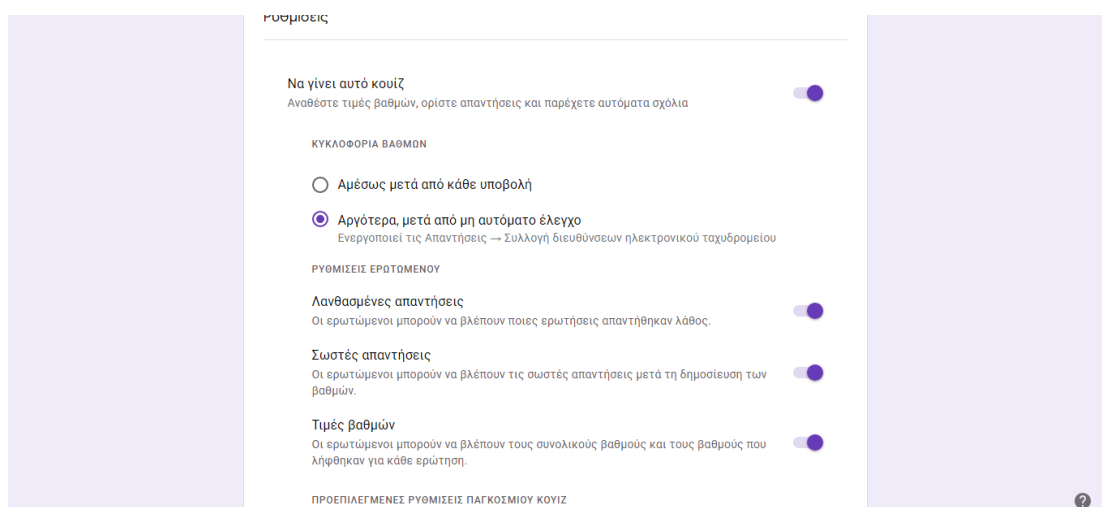 Ρυθμίσεις
Να γίνει αυτό κουίζ
Αναθέστε τιμές βαθμών, ορίστε απαντήσεις και παρέχετε αυτόματα σχόλια
ΚΥΚΛΟΦΟΡΙΑ ΒΑΘΜΩΝ
Αμέσως μετά από κάθε υποβολή
Αργότερα, μετά από μη αυτόματο έλεγχο
Ενεργοποιεί τις Απαντήσεις → Συλλογή διευθύνσεων ηλεκτρονικού ταχυδρομείου
ΡΥΘΜΙΣΕΙΣ ΕΡΩΤΩΜΕΝΟΥ
Λανθασμένες απαντήσεις
Οι ερωτώμενοι μπορούν να βλέπουν ποιες ερωτήσεις απαντήθηκαν λάθος.
Σωστές απαντήσεις
Οι ερωτώμενοι μπορούν να βλέπουν τις σωστές απαντήσεις μετά τη δημοσίευση των
βαθμών.
Τιμές βαθμών
Οι ερωτώμενοι μπορούν να βλέπουν τους συνολικούς βαθμούς και τους βαθμούς που
λήφθηκαν για κάθε ερώτηση.
ΠΡΟΕΠΙΛΕΓΜΕΝΕΣ ΡΥΘΜΙΣΕΙΣ ΠΑΓΚΟΣΜΙΟΥ ΚΟΥΙΖ